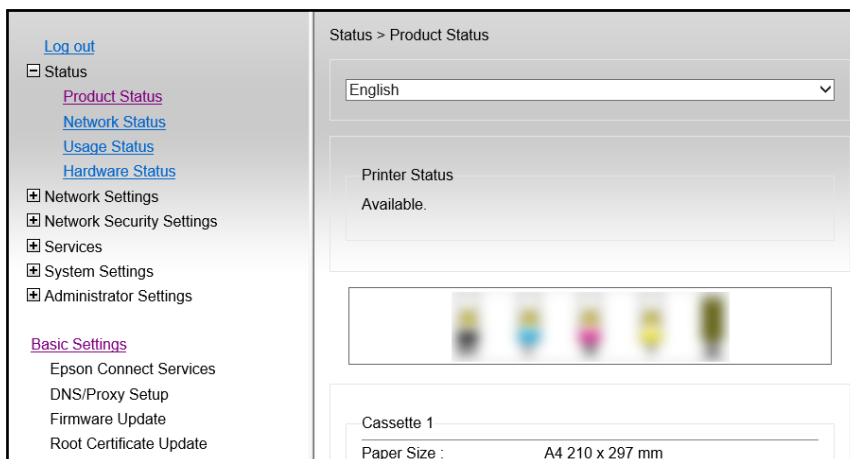 Log out
Status
Product Status
Network Status
Usage Status
Hardware Status
Network Settings
Network Security Settings
Services
System Settings
Administrator Settings
Basic Settings
Epson Connect Services
DNS/Proxy Setup
Firmware Update
Root Certificate Update
Status > Product Status
English
Printer Status
Available.
Cassette 1
Paper Size : A4 210 x 297 mm